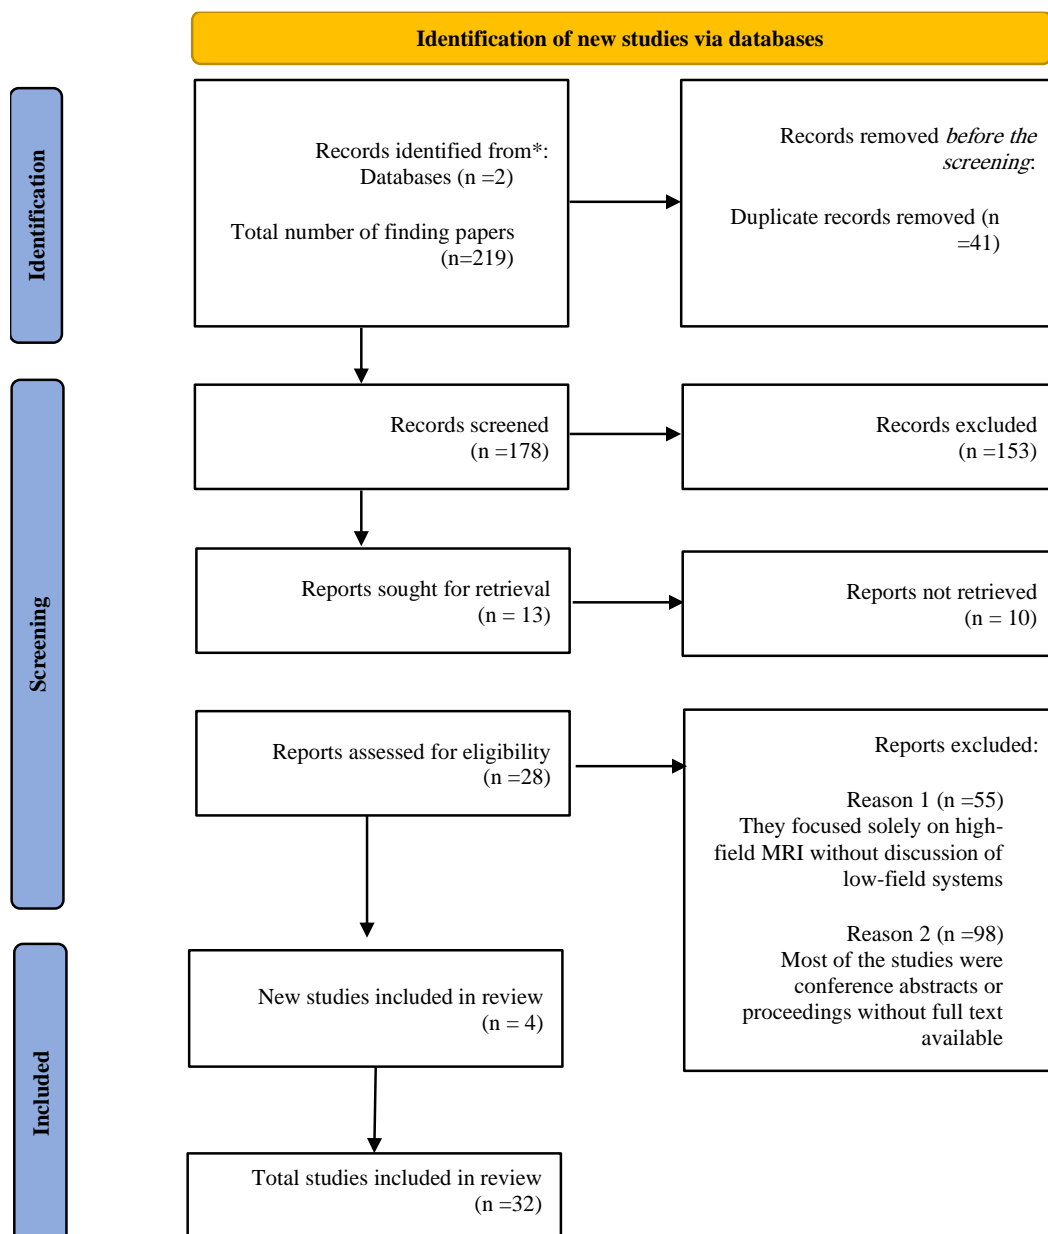 Identification of new studies via databases
Identification
Records identified from*:
Databases (n =2)
Total number of finding papers
(n=219)
Records removed before the
screening:
Duplicate records removed (n
=41)
Screening
Records screened
(n =178)
Records excluded
(n =153)
Reports sought for retrieval
(n = 13)
Reports not retrieved
(n = 10)
Reports assessed for eligibility
(n =28)
Reports excluded:
Reason 1 (n =55)
They focused solely on high-
field MRI without discussion of
low-field systems
Reason 2 (n =98)
Most of the studies were
conference abstracts or
proceedings without full text
available
Included
New studies included in review
(n = 4)
Total studies included in review
(n =32)